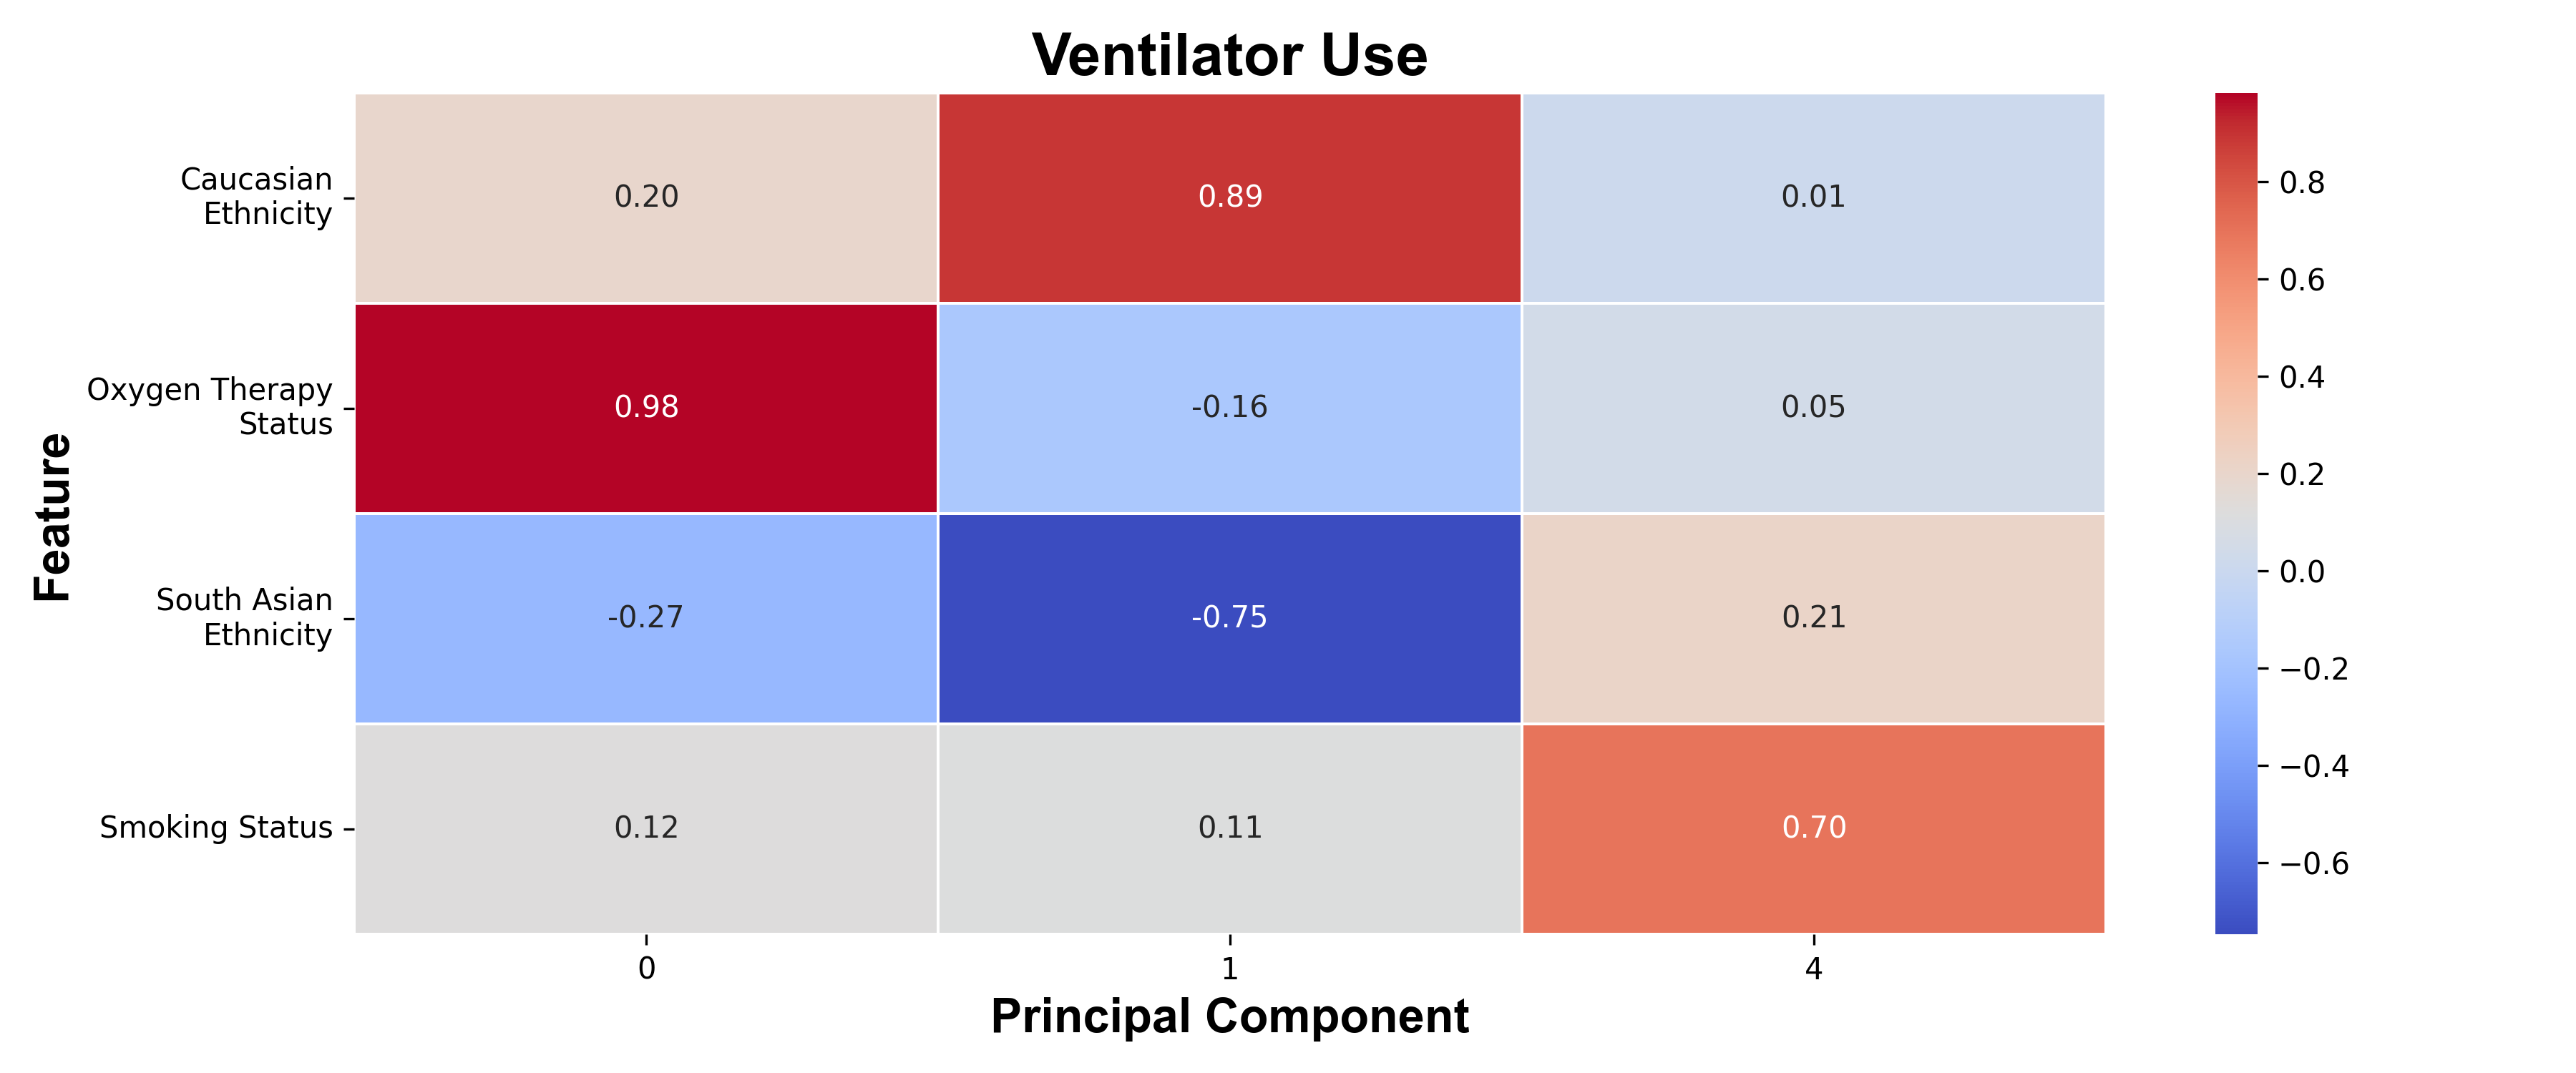 Ventilator Use
Caucasian
Ethnicity
0.20
0.89
0.01
Oxygen Therapy
Status
0.98
-0.16
0.05
South Asian
Ethnicity
-0.27
-0.75
0.21
Smoking Status
0.12
0.11
0.70
Feature
0
1
4
Principal Component
0.8
0.6
0.4
0.2
0.0
−0.2
−0.4
−0.6